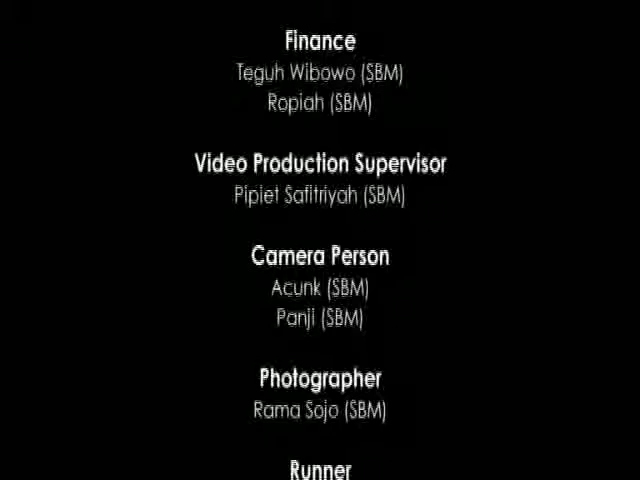 Finance
Teguh Wibowo (SBM)
Ropiah (SBM)
Video Production Supervisor
Pipiet Safitriyah (SBM)
Camera Person
Acunk (SBM)
Panji (SBM)
Photographer
Rama Sojo (SBM)
Runner